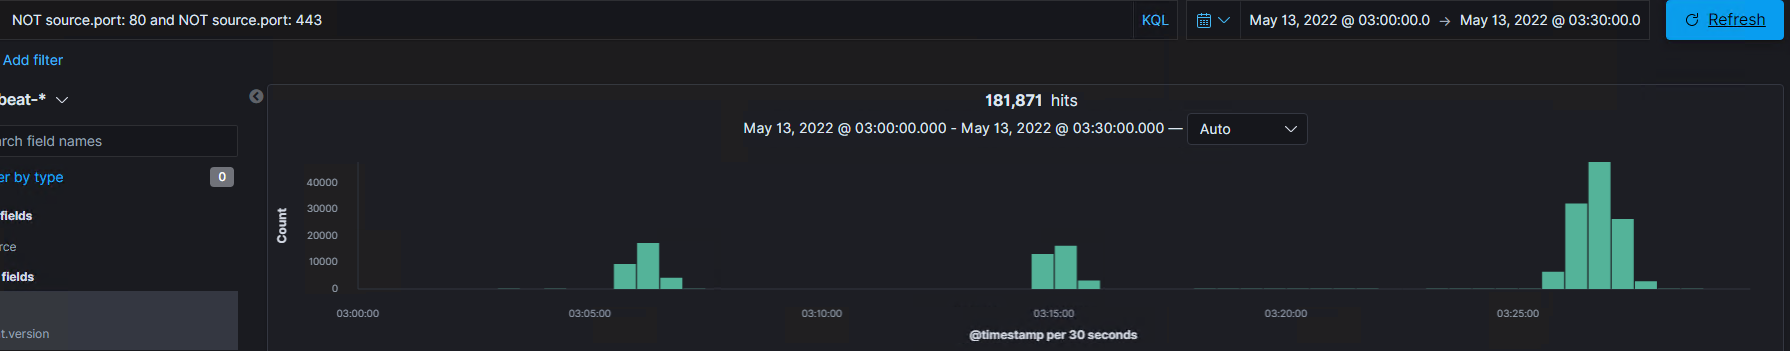 NOT source.port: 80 and NOT source.port: 443 KQL May 13, 2022 @ 03:00:00.0 → May 13, 2022 @ 03:30:00.0 Refresh
Add filter
beat-*
181,871 hits
May 13, 2022 @ 03:00:00.000 - May 13, 2022 @ 03:30:00.000 — Auto
rch field names
er by type 0
fields
rce
fields
t.version
Count
40000
30000
20000
10000
0
03:00:00 03:05:00 03:10:00 03:15:00 03:20:00 03:25:00
@timestamp per 30 seconds